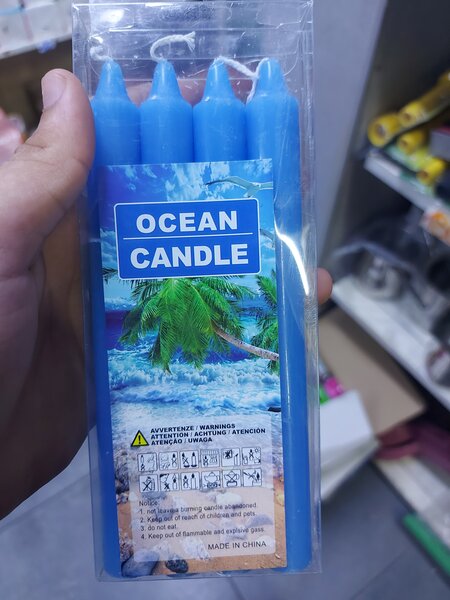 OCEAN
CANDLE
AVVERTENZE / WARNINGS
ATTENTION / ACHTUNG / ATENCIÓN
ATENÇÃO / UWAGA
Notice:
1. not leave a burning candle abandoned.
2. Keep out of reach of children and pets.
3. do not eat.
4. Keep out of flammable and explsive gass.
MADE IN CHINA